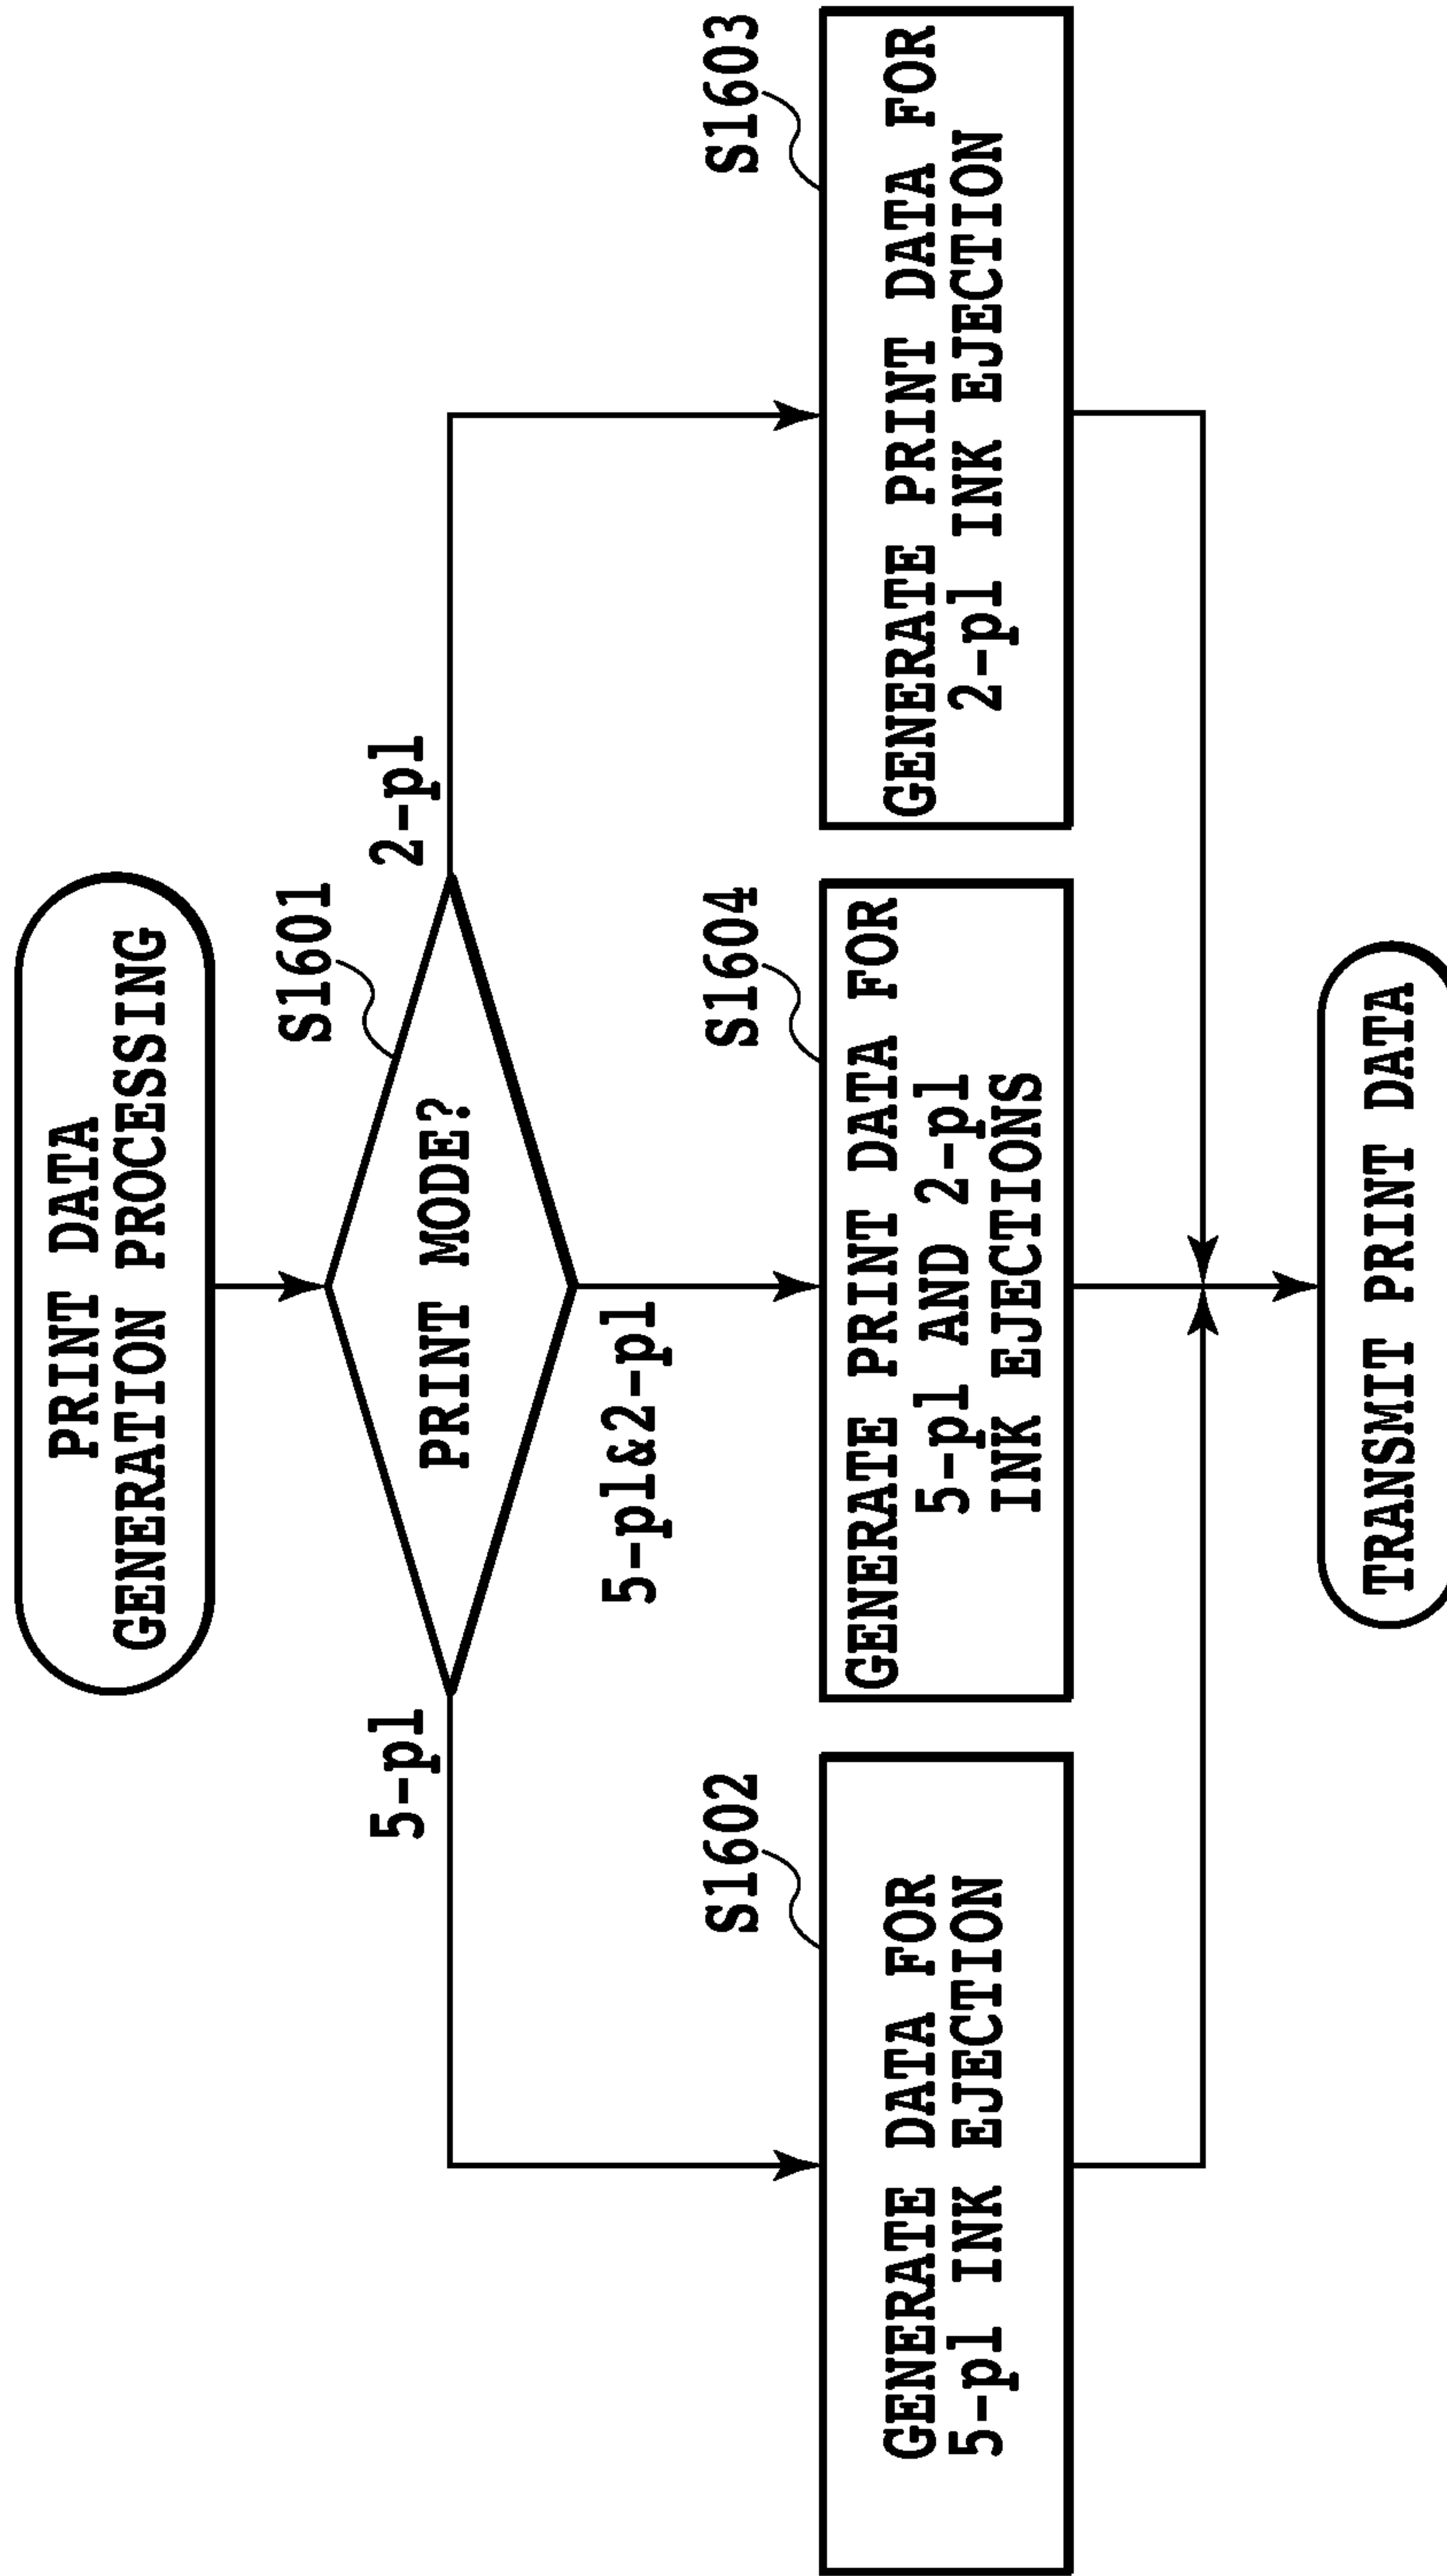 PRINT DATA
GENERATION PROCESSING
S1601
PRINT MODE?
5-pl
2-pl
5-pl&2-pl
S1602
GENERATE DATA FOR
5-pl INK EJECTION
S1604
GENERATE PRINT DATA FOR
5-pl AND 2-pl
INK EJECTIONS
S1603
GENERATE PRINT DATA FOR
2-pl INK EJECTION
TRANSMIT PRINT DATA